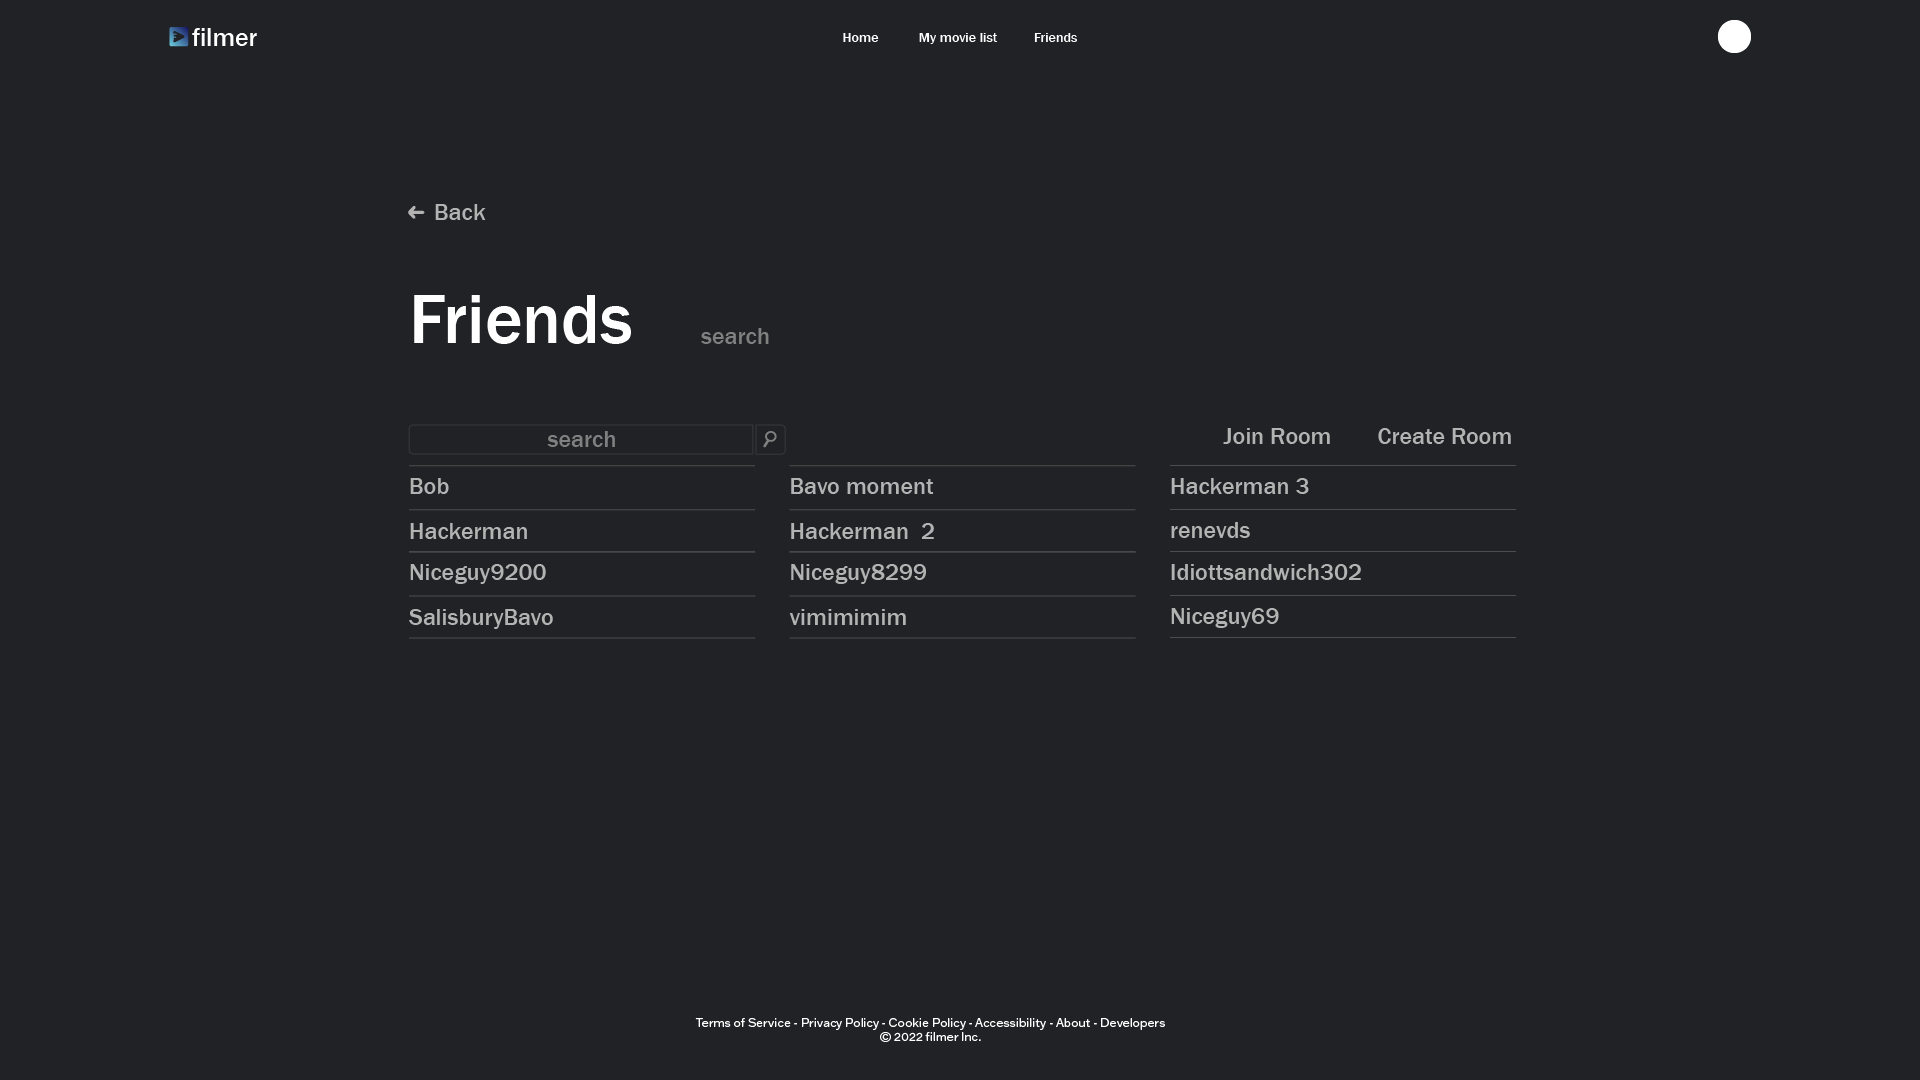 filmer
Home My movie list Friends
Back
Friends search
search Join Room Create Room
Bob Bavo moment Hackerman 3
Hackerman Hackerman 2 renevds
Niceguy9200 Niceguy8299 Idiottsandwich302
SalisburyBavo vimimimim Niceguy69
Terms of Service - Privacy Policy - Cookie Policy - Accessibility - About - Developers
© 2022 filmer Inc.